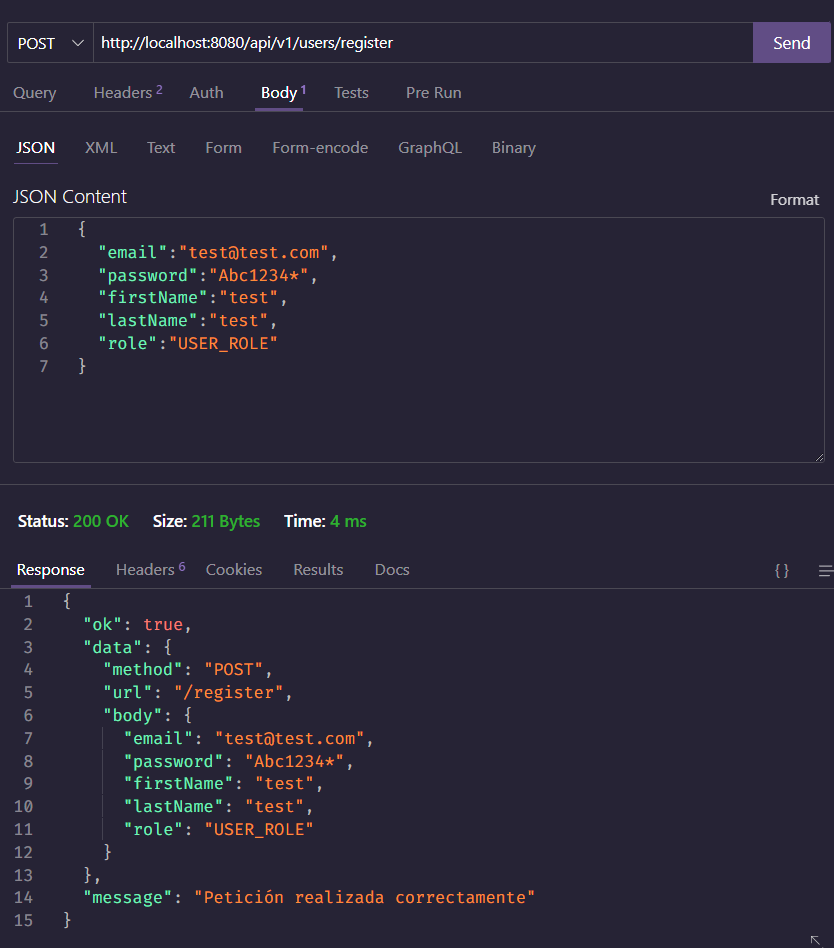 POST http://localhost:8080/api/v1/users/register Send
Query Headers 2 Auth Body 1 Tests Pre Run
JSON XML Text Form Form-encode GraphQL Binary
JSON Content Format
1 {
2 "email":"test@test.com",
3 "password":"Abc1234*",
4 "firstName":"test",
5 "lastName":"test",
6 "role":"USER_ROLE"
7 }
Status: 200 OK Size: 211 Bytes Time: 4 ms
Response Headers 6 Cookies Results Docs {}
1 {
2 "ok": true,
3 "data": {
4 "method": "POST",
5 "url": "/register",
6 "body": {
7 "email": "test@test.com",
8 "password": "Abc1234*",
9 "firstName": "test",
10 "lastName": "test",
11 "role": "USER_ROLE"
12 }
13 },
14 "message": "Petición realizada correctamente"
15 }